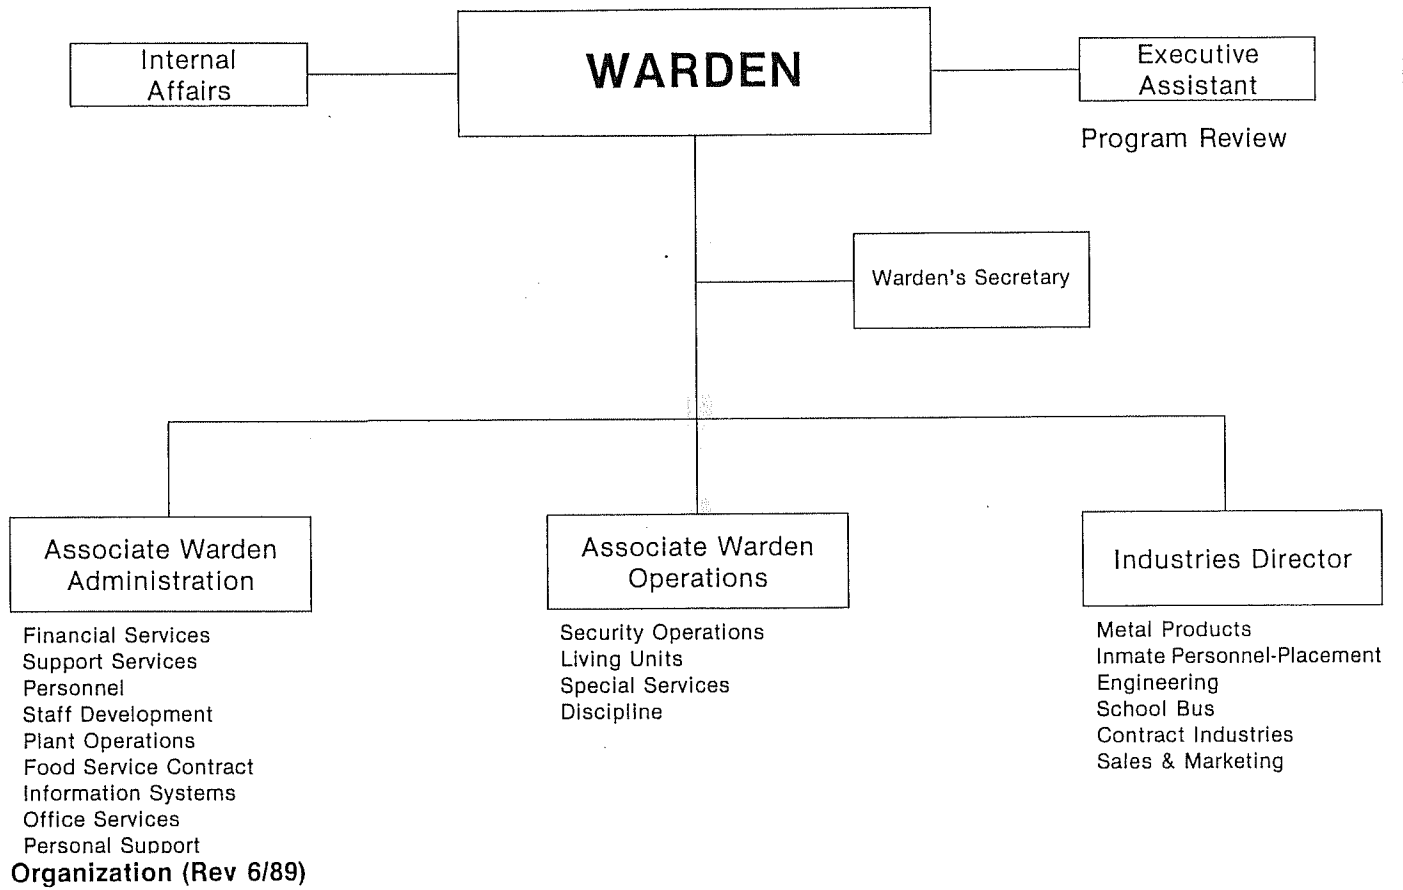 Internal
Affairs
WARDEN
Executive
Assistant
Program Review
Warden's Secretary
Associate Warden
Administration
Financial Services
Support Services
Personnel
Staff Development
Plant Operations
Food Service Contract
Information Systems
Office Services
Personal Support
Associate Warden
Operations
Security Operations
Living Units
Special Services
Discipline
Industries Director
Metal Products
Inmate Personnel-Placement
Engineering
School Bus
Contract Industries
Sales & Marketing
Organization (Rev 6/89)